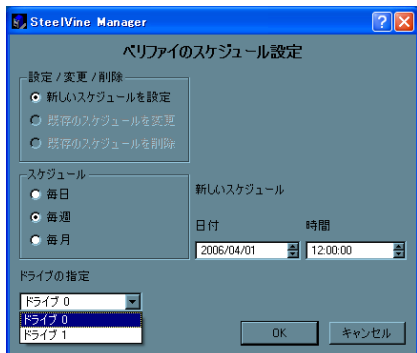 SteelVine Manager
ベリファイのスケジュール設定
設定 / 変更 / 削除
新しいスケジュールを設定
既存のスケジュールを変更
既存のスケジュールを削除
スケジュール
毎日
毎週
毎月
新しいスケジュール
日付
時間
2006/04/01
12:00:00
ドライブの指定
ドライブ 0
ドライブ 0
ドライブ 1
OK
キャンセル